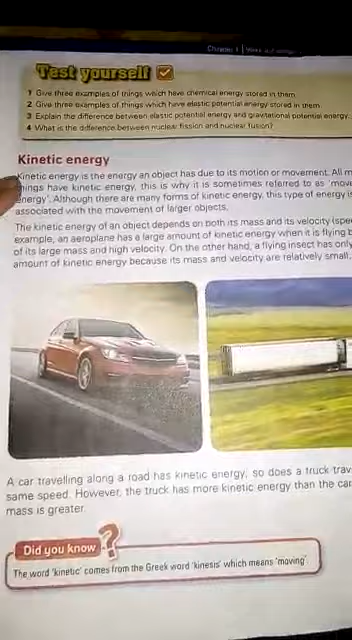 Chapter 1 | Work and energy
Test yourself
1 Give three examples of things which have chemical energy stored in them.
2 Give three examples of things which have elastic potential energy stored in them.
3 Explain the difference between elastic potential energy and gravitational potential energy.
4 What is the difference between nuclear fission and nuclear fusion?
Kinetic energy
Kinetic energy is the energy an object has due to its motion or movement. All
things have kinetic energy, this is why it is sometimes referred to as 'move
energy'. Although there are many forms of kinetic energy, this type of energy is
associated with the movement of larger objects.
The kinetic energy of an object depends on both its mass and its velocity (spe
example, an aeroplane has a large amount of kinetic energy when it is flying b
of its large mass and high velocity. On the other hand, a flying insect has only
amount of kinetic energy because its mass and velocity are relatively small.
A car travelling along a road has kinetic energy, so does a truck trav
same speed. However, the truck has more kinetic energy than the car
mass is greater.
Did you know ?
The word 'kinetic' comes from the Greek word 'kinesis' which means 'moving'